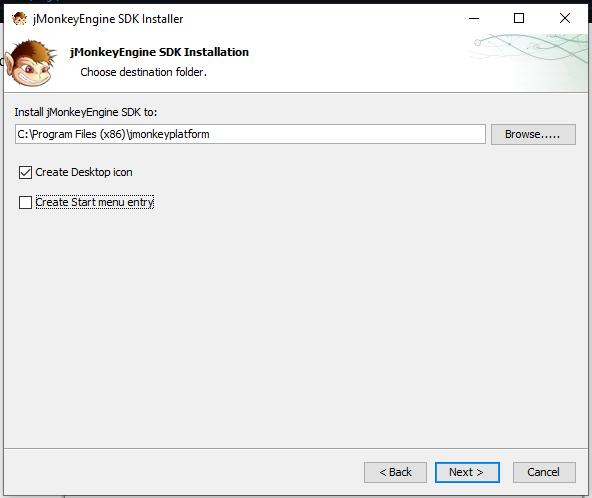 jMonkeyEngine SDK Installer
jMonkeyEngine SDK Installation
Choose destination folder.
Install jMonkeyEngine SDK to:
C:\Program Files (x86)\jmonkeyplatform
Browse.....
Create Desktop icon
Create Start menu entry
< Back
Next >
Cancel